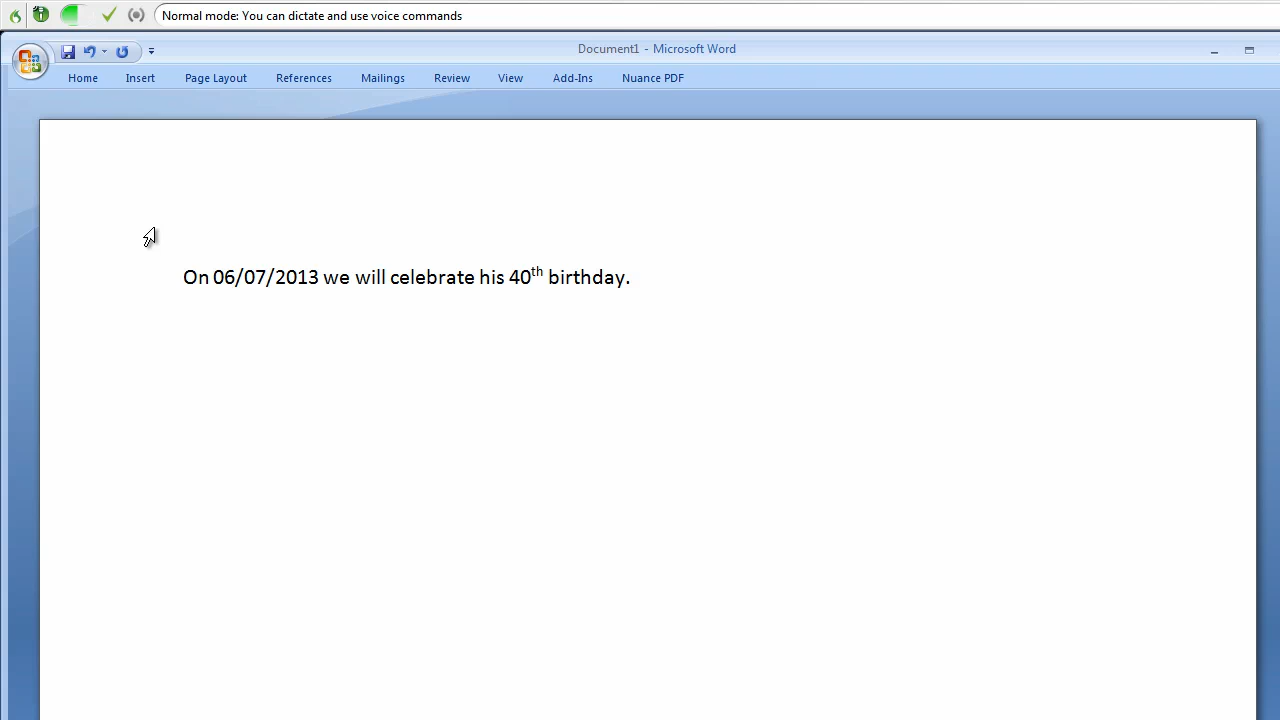 Normal mode: You can dictate and use voice commands
Document1 - Microsoft Word
Home Insert Page Layout References Mailings Review View Add-Ins Nuance PDF
On 06/07/2013 we will celebrate his 40th birthday.